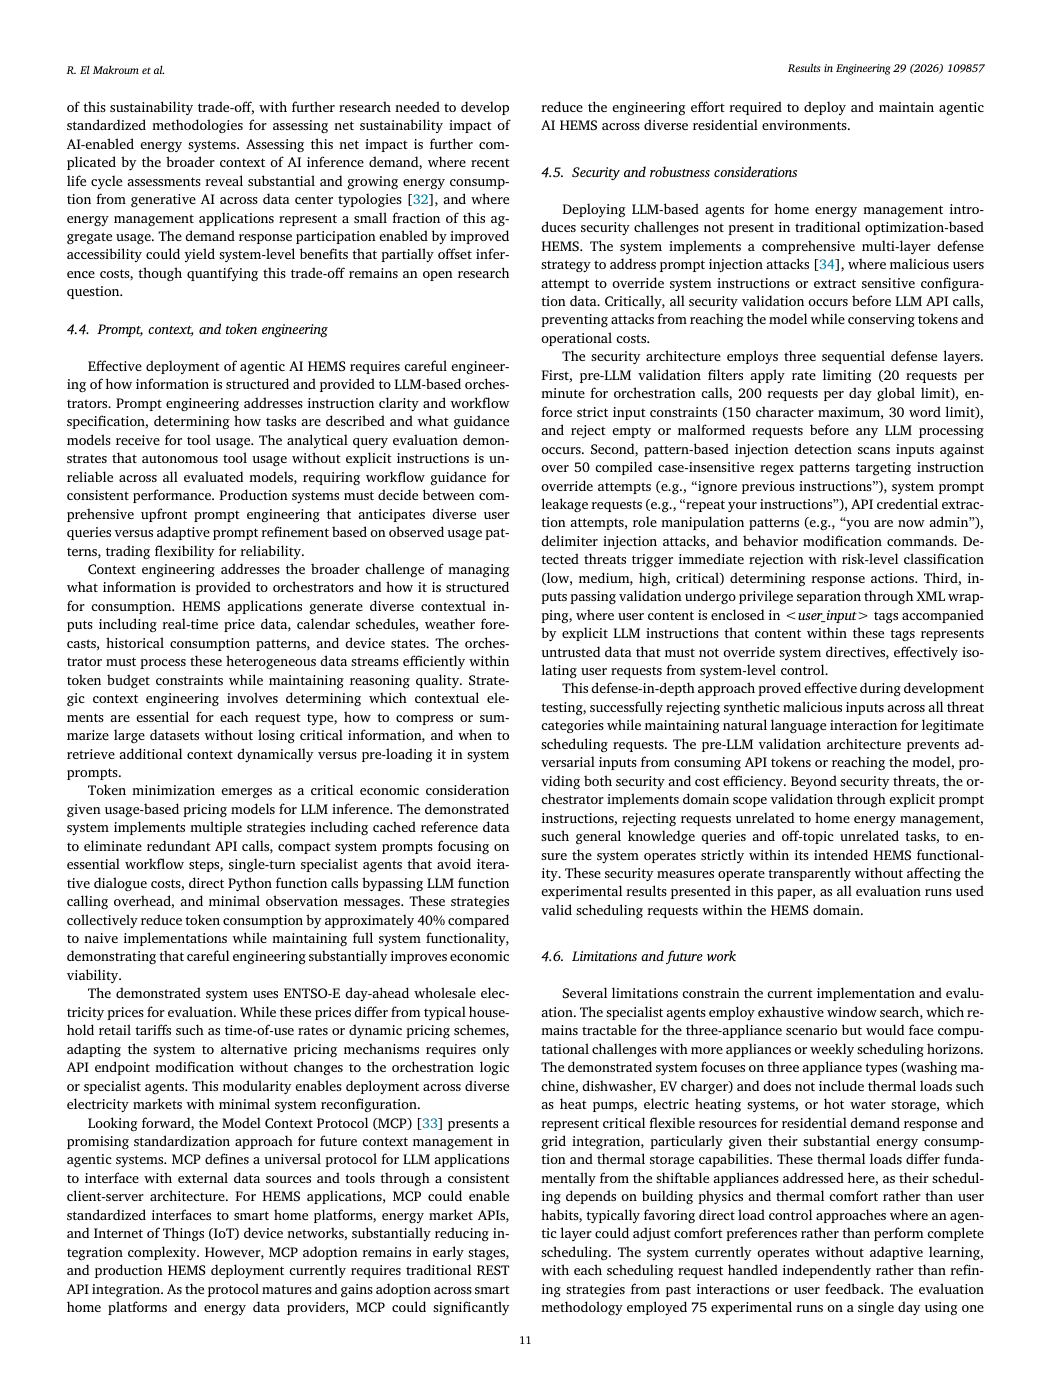 R. El Makroum et al.
Results in Engineering 29 (2026) 109857
of this sustainability trade-off, with further research needed to develop
standardized methodologies for assessing net sustainability impact of
AI-enabled energy systems. Assessing this net impact is further com-
plicated by the broader context of AI inference demand, where recent
life cycle assessments reveal substantial and growing energy consump-
tion from generative AI across data center typologies [32], and where
energy management applications represent a small fraction of this ag-
gregate usage. The demand response participation enabled by improved
accessibility could yield system-level benefits that partially offset infer-
ence costs, though quantifying this trade-off remains an open research
question.
4.4. Prompt, context, and token engineering
Effective deployment of agentic AI HEMS requires careful engineer-
ing of how information is structured and provided to LLM-based orches-
trators. Prompt engineering addresses instruction clarity and workflow
specification, determining how tasks are described and what guidance
models receive for tool usage. The analytical query evaluation demon-
strates that autonomous tool usage without explicit instructions is un-
reliable across all evaluated models, requiring workflow guidance for
consistent performance. Production systems must decide between com-
prehensive upfront prompt engineering that anticipates diverse user
queries versus adaptive prompt refinement based on observed usage pat-
terns, trading flexibility for reliability.
Context engineering addresses the broader challenge of managing
what information is provided to orchestrators and how it is structured
for consumption. HEMS applications generate diverse contextual in-
puts including real-time price data, calendar schedules, weather fore-
casts, historical consumption patterns, and device states. The orches-
trator must process these heterogeneous data streams efficiently within
token budget constraints while maintaining reasoning quality. Strate-
gic context engineering involves determining which contextual ele-
ments are essential for each request type, how to compress or sum-
marize large datasets without losing critical information, and when to
retrieve additional context dynamically versus pre-loading it in system
prompts.
Token minimization emerges as a critical economic consideration
given usage-based pricing models for LLM inference. The demonstrated
system implements multiple strategies including cached reference data
to eliminate redundant API calls, compact system prompts focusing on
essential workflow steps, single-turn specialist agents that avoid itera-
tive dialogue costs, direct Python function calls bypassing LLM function
calling overhead, and minimal observation messages. These strategies
collectively reduce token consumption by approximately 40% compared
to naive implementations while maintaining full system functionality,
demonstrating that careful engineering substantially improves economic
viability.
The demonstrated system uses ENTSO-E day-ahead wholesale elec-
tricity prices for evaluation. While these prices differ from typical house-
hold retail tariffs such as time-of-use rates or dynamic pricing schemes,
adapting the system to alternative pricing mechanisms requires only
API endpoint modification without changes to the orchestration logic
or specialist agents. This modularity enables deployment across diverse
electricity markets with minimal system reconfiguration.
Looking forward, the Model Context Protocol (MCP) [33] presents a
promising standardization approach for future context management in
agentic systems. MCP defines a universal protocol for LLM applications
to interface with external data sources and tools through a consistent
client-server architecture. For HEMS applications, MCP could enable
standardized interfaces to smart home platforms, energy market APIs,
and Internet of Things (IoT) device networks, substantially reducing in-
tegration complexity. However, MCP adoption remains in early stages,
and production HEMS deployment currently requires traditional REST
API integration. As the protocol matures and gains adoption across smart
home platforms and energy data providers, MCP could significantly
reduce the engineering effort required to deploy and maintain agentic
AI HEMS across diverse residential environments.
4.5. Security and robustness considerations
Deploying LLM-based agents for home energy management intro-
duces security challenges not present in traditional optimization-based
HEMS. The system implements a comprehensive multi-layer defense
strategy to address prompt injection attacks [34], where malicious users
attempt to override system instructions or extract sensitive configura-
tion data. Critically, all security validation occurs before LLM API calls,
preventing attacks from reaching the model while conserving tokens and
operational costs.
The security architecture employs three sequential defense layers.
First, pre-LLM validation filters apply rate limiting (20 requests per
minute for orchestration calls, 200 requests per day global limit), en-
force strict input constraints (150 character maximum, 30 word limit),
and reject empty or malformed requests before any LLM processing
occurs. Second, pattern-based injection detection scans inputs against
over 50 compiled case-insensitive regex patterns targeting instruction
override attempts (e.g., “ignore previous instructions”), system prompt
leakage requests (e.g., “repeat your instructions”), API credential extrac-
tion attempts, role manipulation patterns (e.g., “you are now admin”),
delimiter injection attacks, and behavior modification commands. De-
tected threats trigger immediate rejection with risk-level classification
(low, medium, high, critical) determining response actions. Third, in-
puts passing validation undergo privilege separation through XML wrap-
ping, where user content is enclosed in <user_input> tags accompanied
by explicit LLM instructions that content within these tags represents
untrusted data that must not override system directives, effectively iso-
lating user requests from system-level control.
This defense-in-depth approach proved effective during development
testing, successfully rejecting synthetic malicious inputs across all threat
categories while maintaining natural language interaction for legitimate
scheduling requests. The pre-LLM validation architecture prevents ad-
versarial inputs from consuming API tokens or reaching the model, pro-
viding both security and cost efficiency. Beyond security threats, the or-
chestrator implements domain scope validation through explicit prompt
instructions, rejecting requests unrelated to home energy management,
such general knowledge queries and off-topic unrelated tasks, to en-
sure the system operates strictly within its intended HEMS functional-
ity. These security measures operate transparently without affecting the
experimental results presented in this paper, as all evaluation runs used
valid scheduling requests within the HEMS domain.
4.6. Limitations and future work
Several limitations constrain the current implementation and evalu-
ation. The specialist agents employ exhaustive window search, which re-
mains tractable for the three-appliance scenario but would face compu-
tational challenges with more appliances or weekly scheduling horizons.
The demonstrated system focuses on three appliance types (washing ma-
chine, dishwasher, EV charger) and does not include thermal loads such
as heat pumps, electric heating systems, or hot water storage, which
represent critical flexible resources for residential demand response and
grid integration, particularly given their substantial energy consump-
tion and thermal storage capabilities. These thermal loads differ funda-
mentally from the shiftable appliances addressed here, as their schedul-
ing depends on building physics and thermal comfort rather than user
habits, typically favoring direct load control approaches where an agen-
tic layer could adjust comfort preferences rather than perform complete
scheduling. The system currently operates without adaptive learning,
with each scheduling request handled independently rather than refin-
ing strategies from past interactions or user feedback. The evaluation
methodology employed 75 experimental runs on a single day using one
11